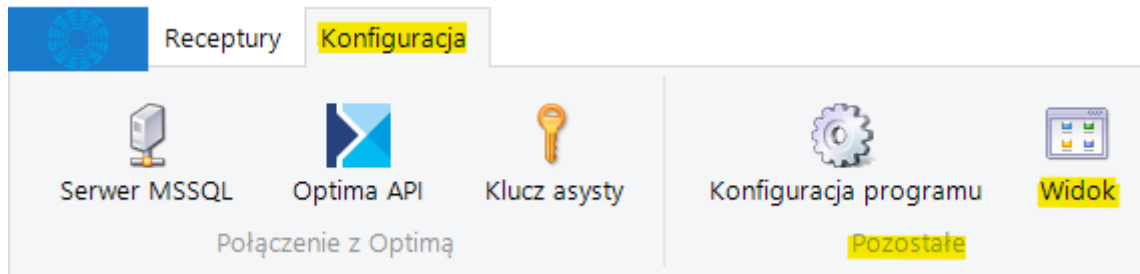 Receptury Konfiguracja
Serwer MSSQL Optima API Klucz asysty Konfiguracja programu Widok
Połączenie z Optimą Pozostałe